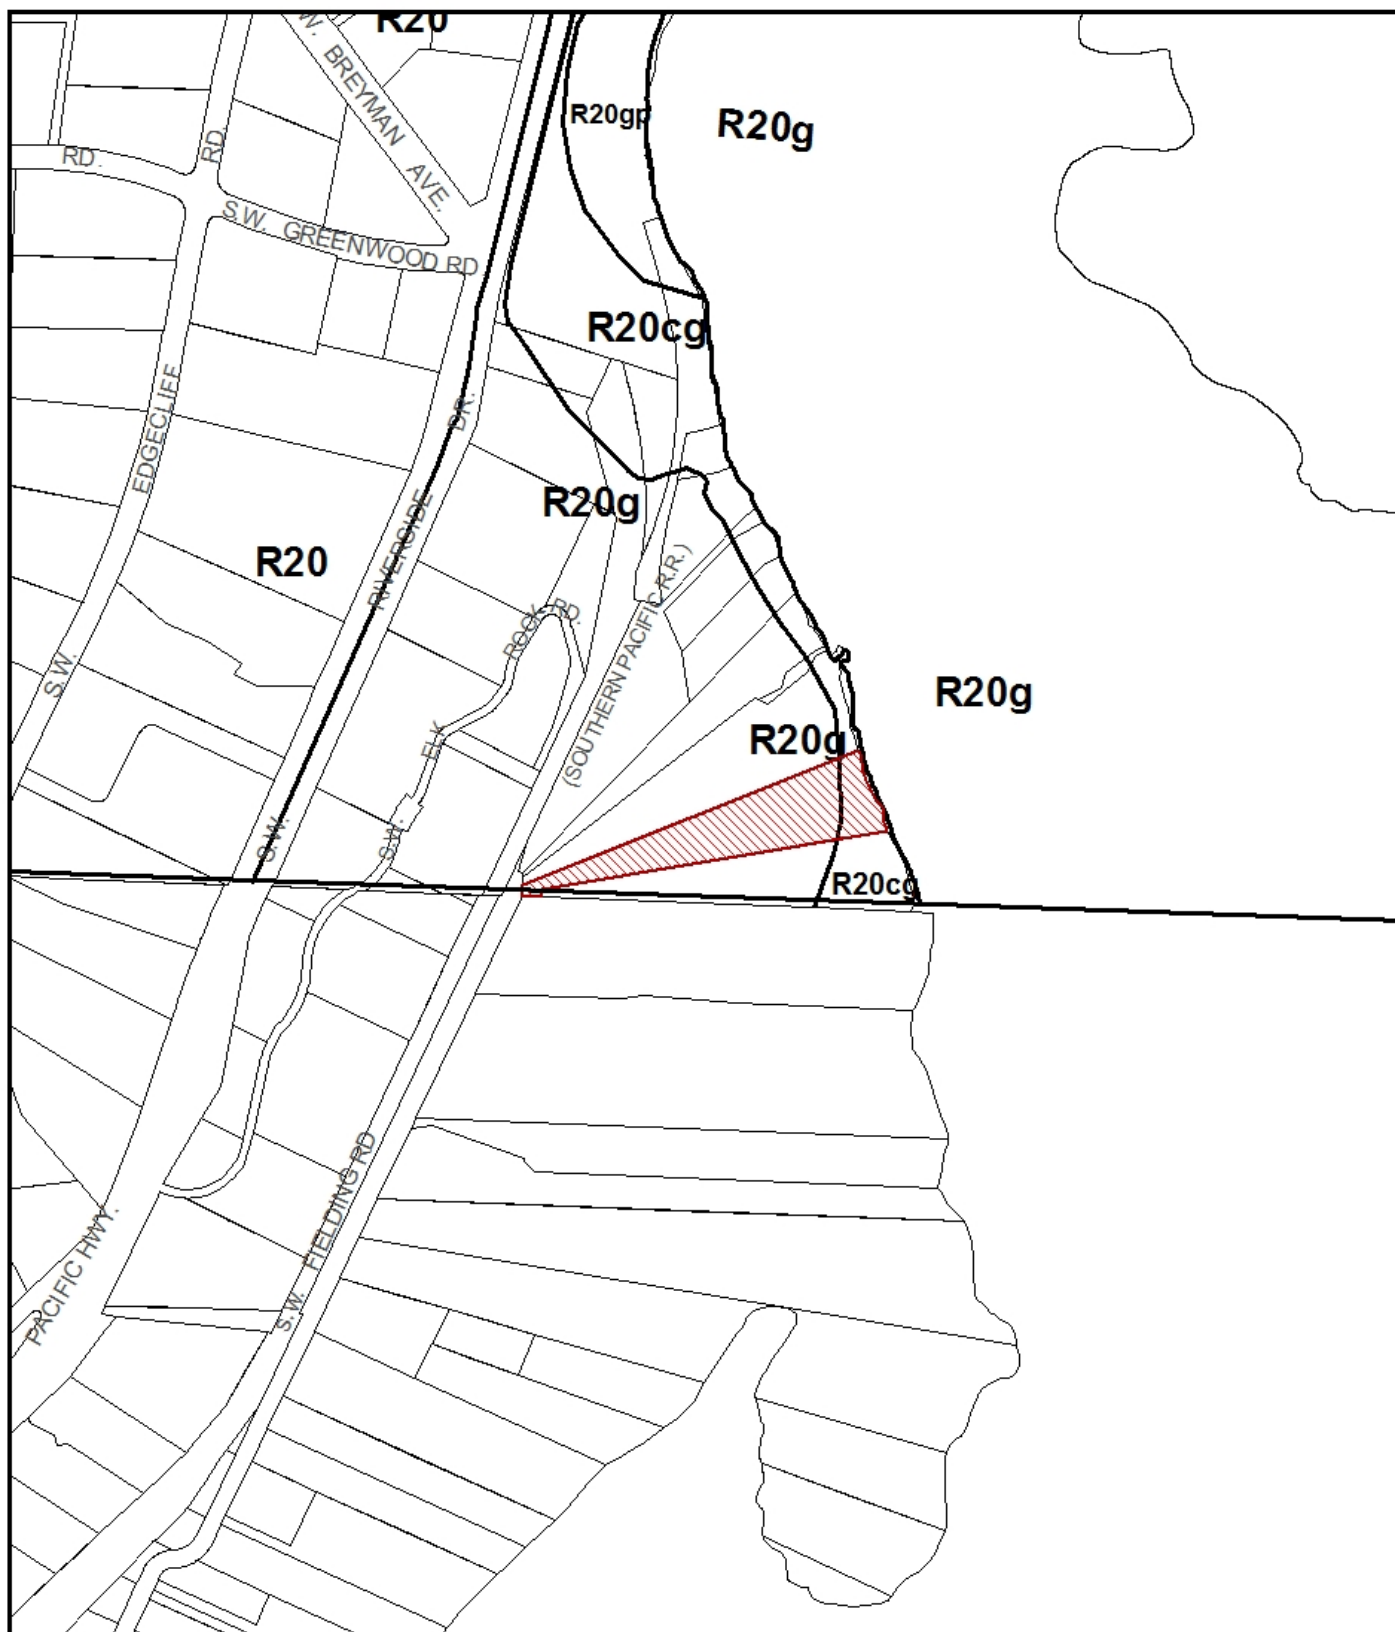 R20
W. BREYMAN AVE.
R20gp
R20g
RD.
RD.
S.W. GREENWOOD RD
R20cg
S.W. EDGECLIFF
R20g
R20
S.W. RIVERSIDE DR.
S.W. ELK ROCK RD.
(SOUTHERN PACIFIC R.R.)
R20g
R20g
R20cg
S.W. FIELDING RD
PACIFIC HWY.